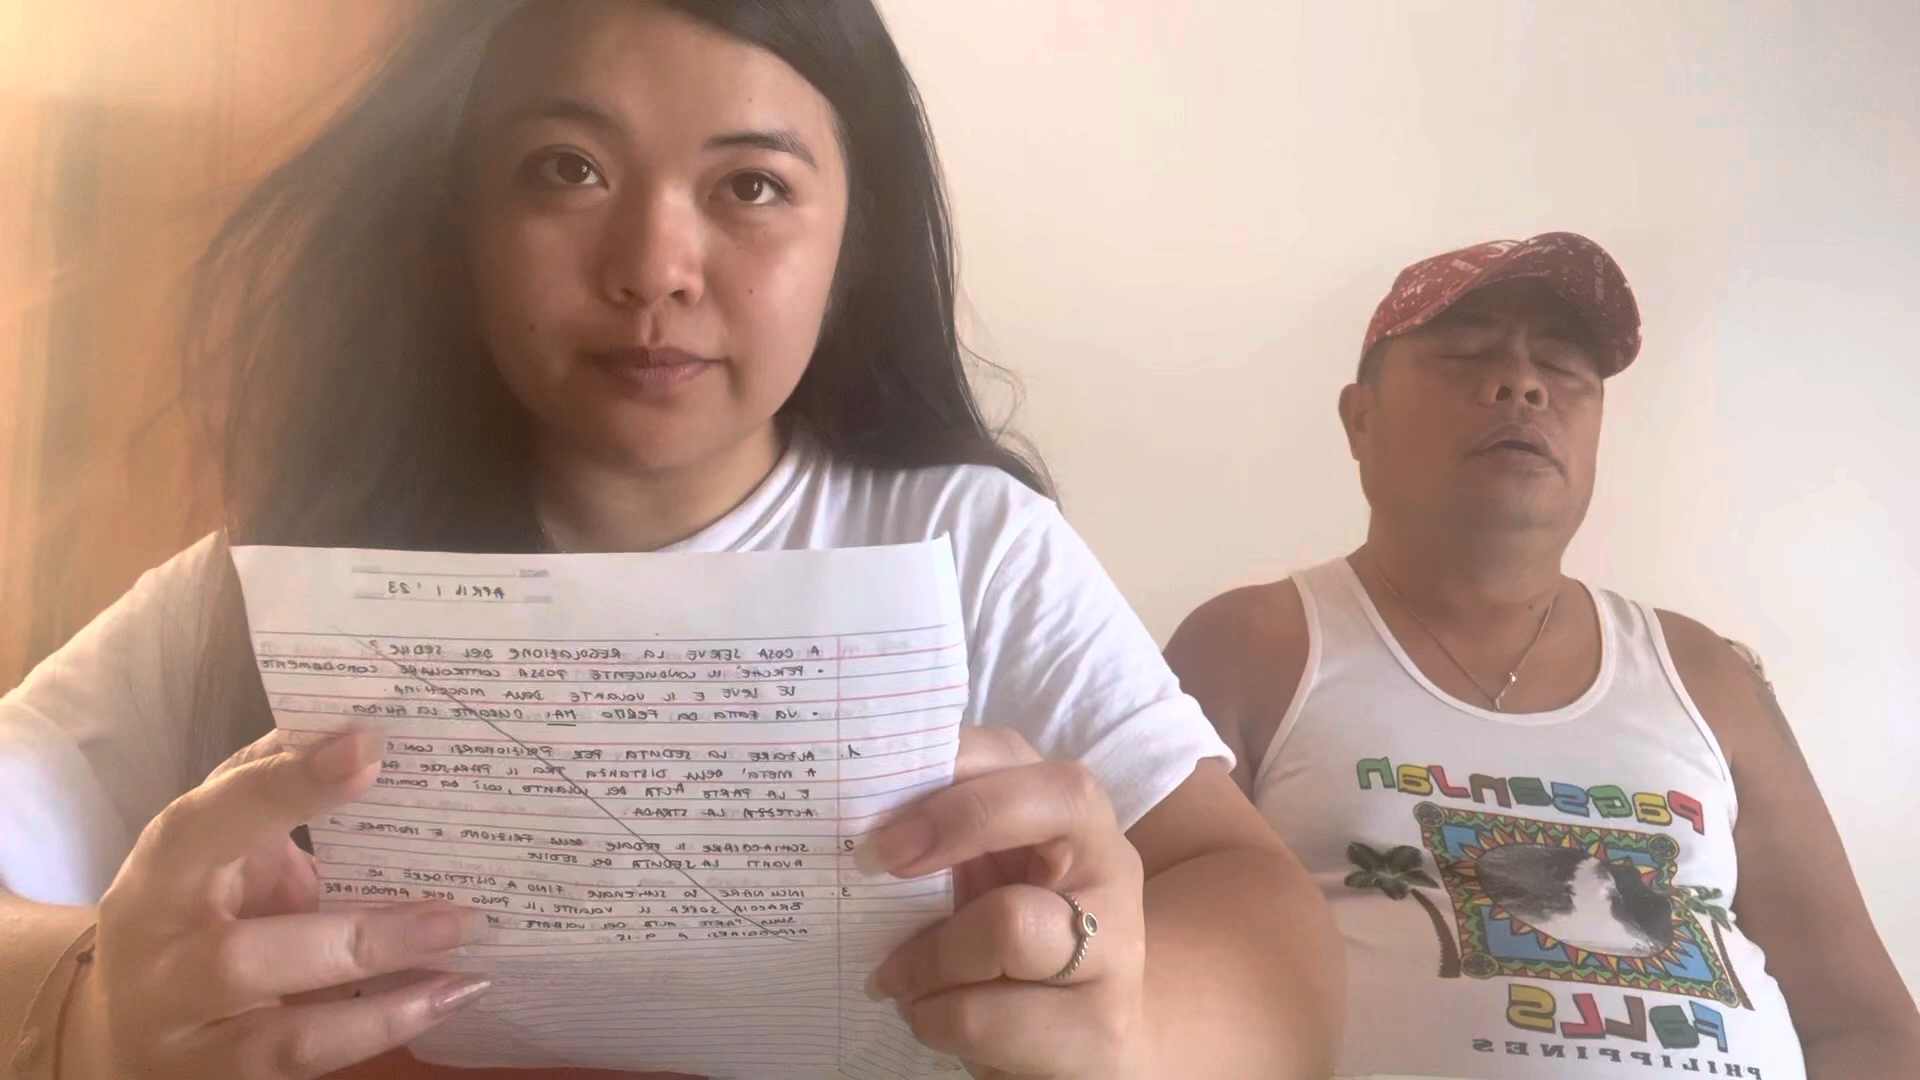 APRIL 1 '23
A COSA SERVE LA REGOLAZIONE DEL SEDILE?
• PERCHE' IL CONDUCENTE POSSA CONTROLLARE COMODAMENTE
LE LEVE E IL VOLANTE DELLA MACCHINA.
• VA FATTA DA FERMO MAI DURANTE LA GUIDA
1. ALZARE LA SEDUTA PER POSIZIONARSI CON
A META' DELLA DISTANZA TRA IL
E LA PARTE ALTA DEL VOLANTE, COSÌ DA
ALTEZZA LA STRADA
2. SCHIACCIARE IL PEDALE DELLA FRIZIONE E
AVANTI LA SEDUTA DEL SEDILE
3. INCLINARE LO SCHIENALE FINO A DISTENDERE LE
BRACCIA SOPRA IL VOLANTE, IL POLSO DEVE APPOGGIARE
SULLA PARTE ALTA DEL VOLANTE
Pagsanjan
Falls
PHILIPPINES